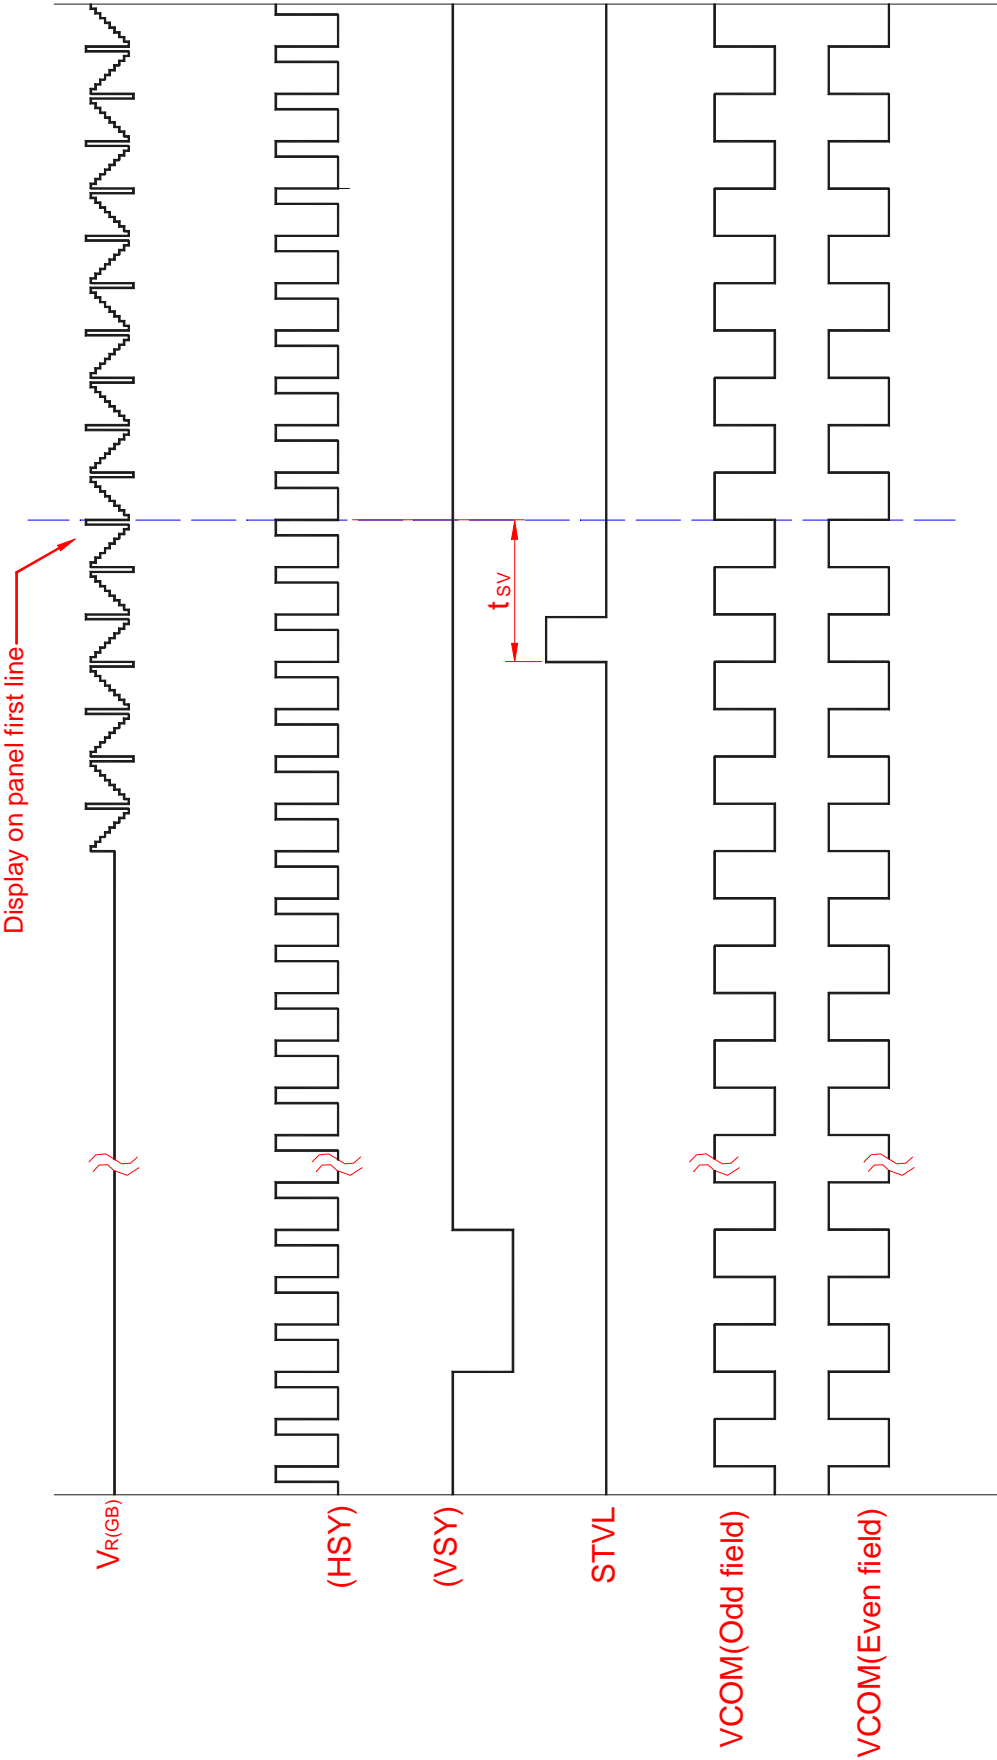 Display on panel first line
VR(GB)
(HSY)
(VSY)
tSV
STVL
VCOM(Odd field)
VCOM(Even field)